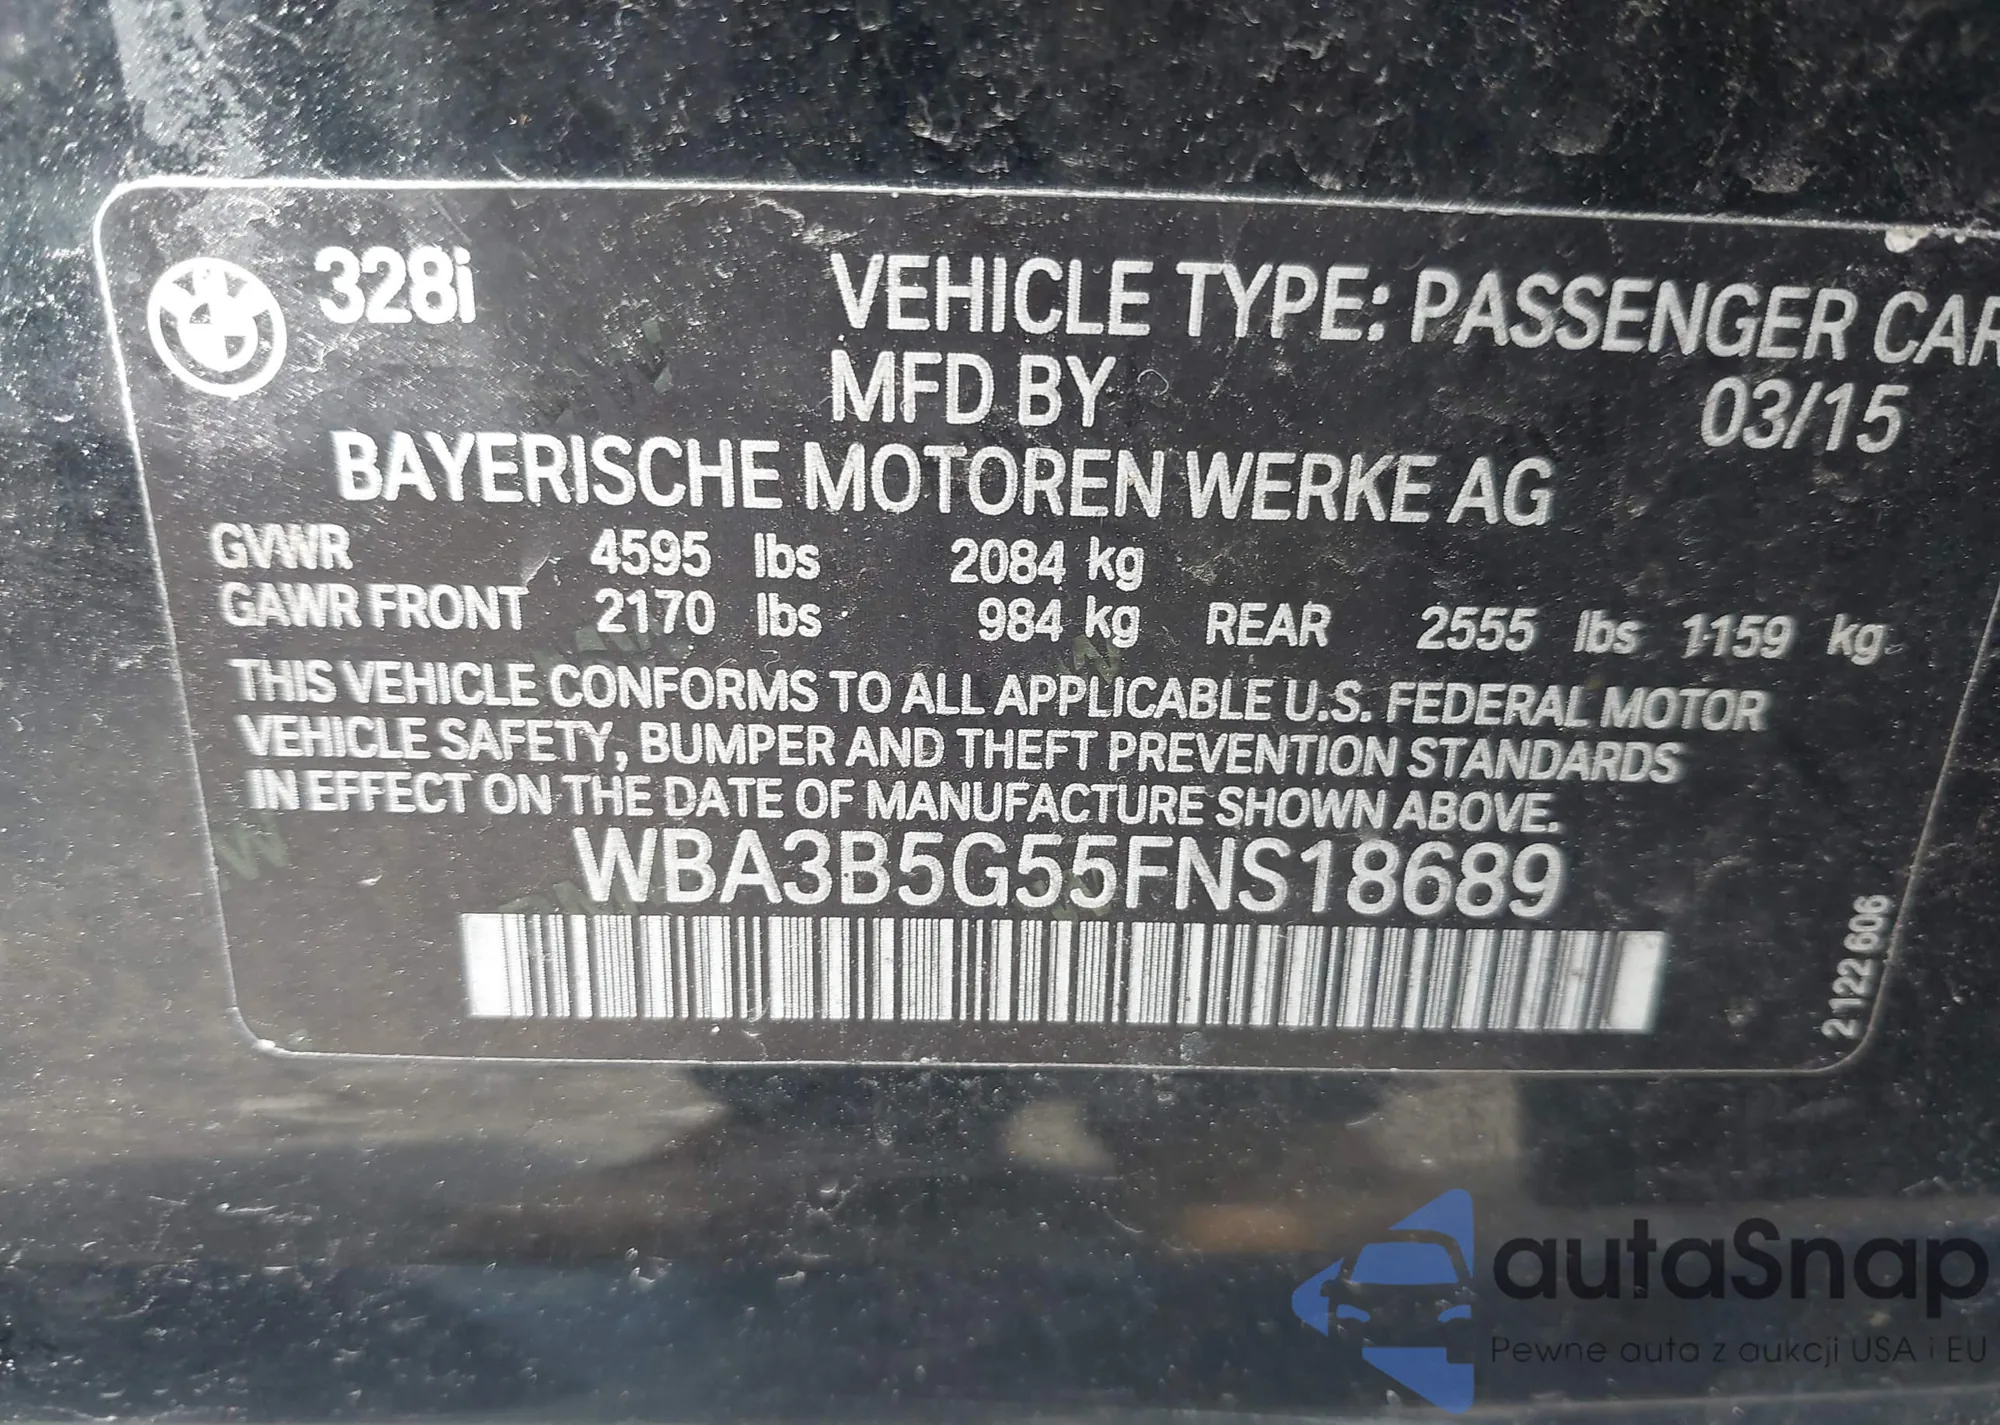 328i
VEHICLE TYPE: PASSENGER CAR
MFD BY
03/15
BAYERISCHE MOTOREN WERKE AG
GVWR 4595 lbs 2084 kg
GAWR FRONT 2170 lbs 984 kg REAR 2555 lbs 1159 kg
THIS VEHICLE CONFORMS TO ALL APPLICABLE U.S. FEDERAL MOTOR
VEHICLE SAFETY, BUMPER AND THEFT PREVENTION STANDARDS
IN EFFECT ON THE DATE OF MANUFACTURE SHOWN ABOVE.
WBA3B5G55FNS18689
2 122 606
autaSnap
Pewne auta z aukcji USA i EU